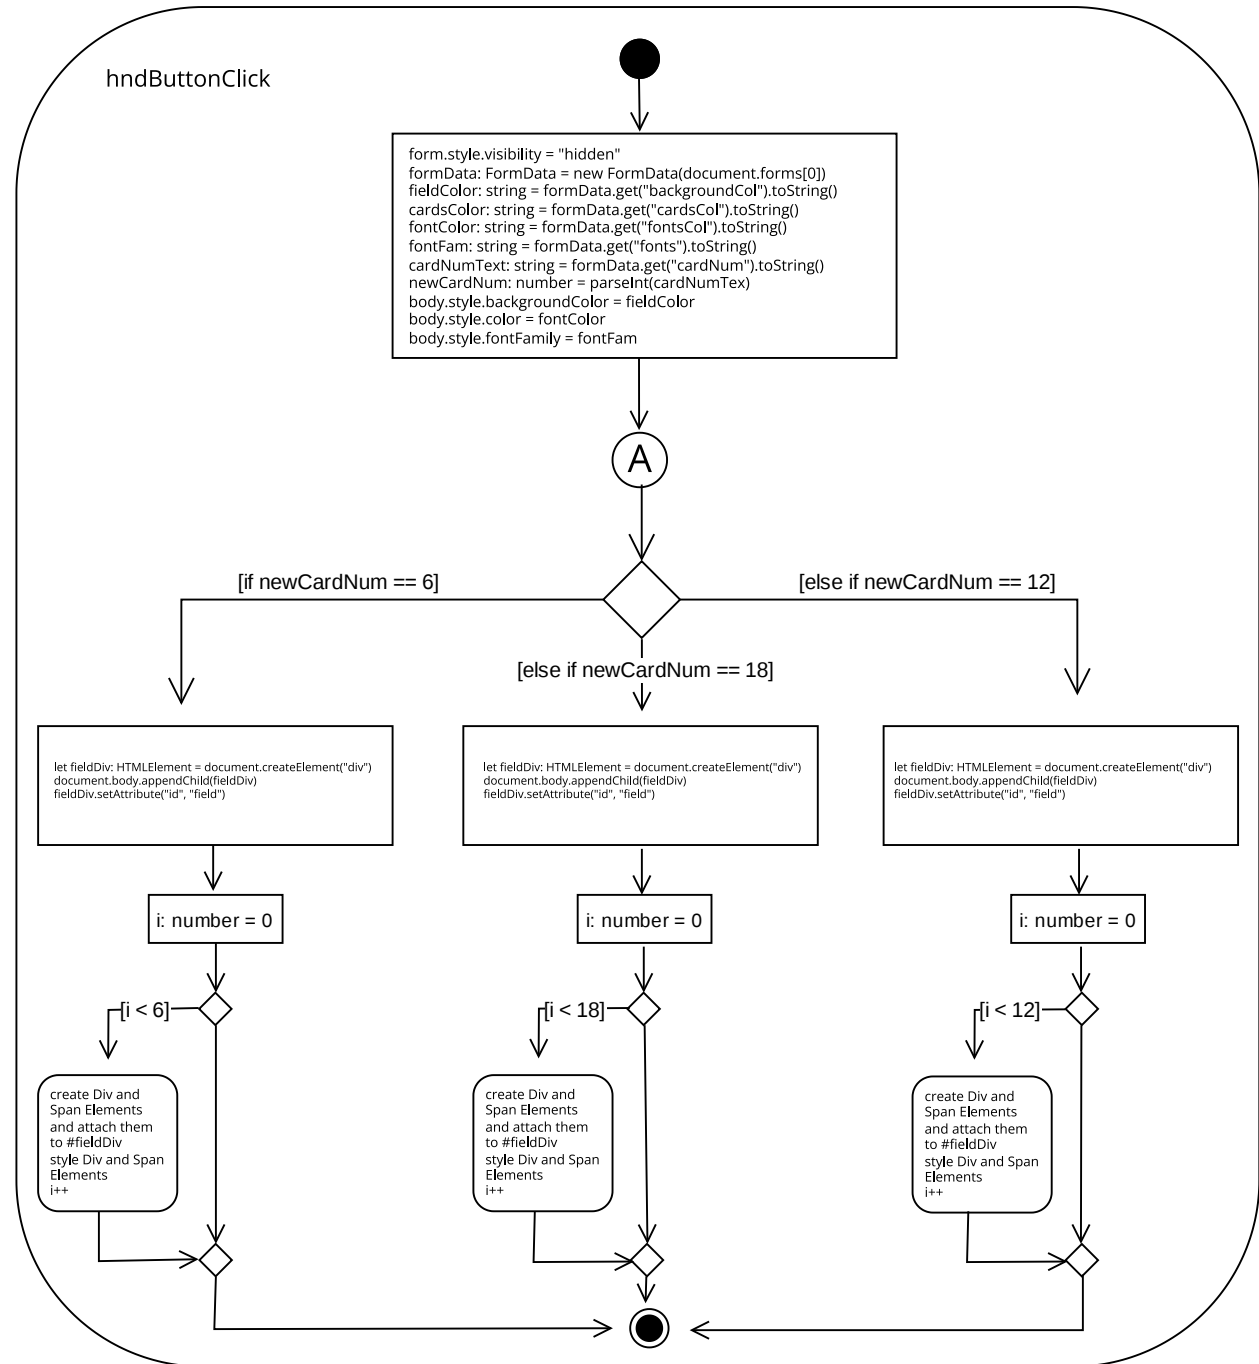 hndButtonClick
form.style.visibility = "hidden"
formData: FormData = new FormData(document.forms[0])
fieldColor: string = formData.get("backgroundCol").toString()
cardsColor: string = formData.get("cardsCol").toString()
fontColor: string = formData.get("fontsCol").toString()
fontFam: string = formData.get("fonts").toString()
cardNumText: string = formData.get("cardNum").toString()
newCardNum: number = parseInt(cardNumTex)
body.style.backgroundColor = fieldColor
body.style.color = fontColor
body.style.fontFamily = fontFam
A
[if newCardNum == 6]
[else if newCardNum == 12]
[else if newCardNum == 18]
let fieldDiv: HTMLElement = document.createElement("div")
document.body.appendChild(fieldDiv)
fieldDiv.setAttribute("id", "field")
let fieldDiv: HTMLElement = document.createElement("div")
document.body.appendChild(fieldDiv)
fieldDiv.setAttribute("id", "field")
let fieldDiv: HTMLElement = document.createElement("div")
document.body.appendChild(fieldDiv)
fieldDiv.setAttribute("id", "field")
i: number = 0
i: number = 0
i: number = 0
[i < 6]
[i < 18]
[i < 12]
create Div and
Span Elements
and attach them
to #fieldDiv
style Div and Span
Elements
i++
create Div and
Span Elements
and attach them
to #fieldDiv
style Div and Span
Elements
i++
create Div and
Span Elements
and attach them
to #fieldDiv
style Div and Span
Elements
i++